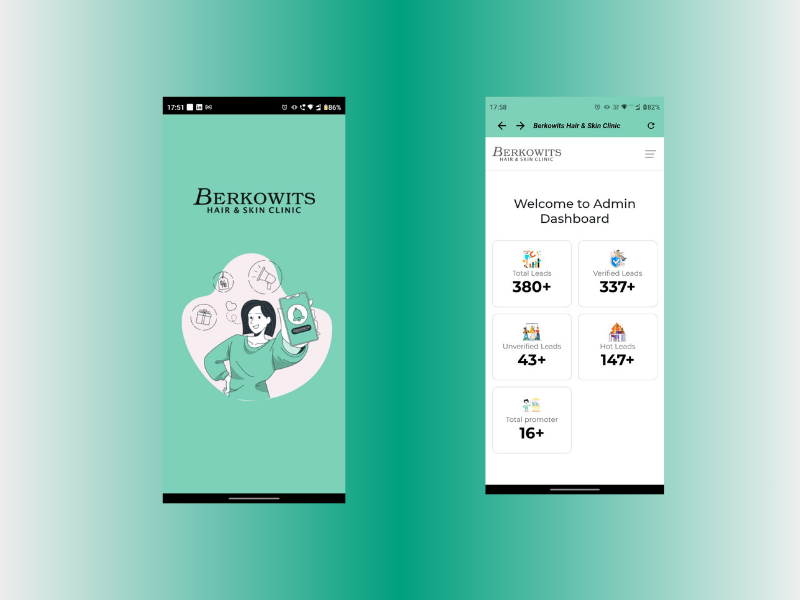 17:51
86%
BERKOWITS
HAIR & SKIN CLINIC
%
17:58
82%
Berkowits Hair & Skin Clinic
BERKOWITS
HAIR & SKIN CLINIC
Welcome to Admin
Dashboard
Total Leads
380+
Verified Leads
337+
Unverified Leads
43+
Hot Leads
147+
Total promoter
16+